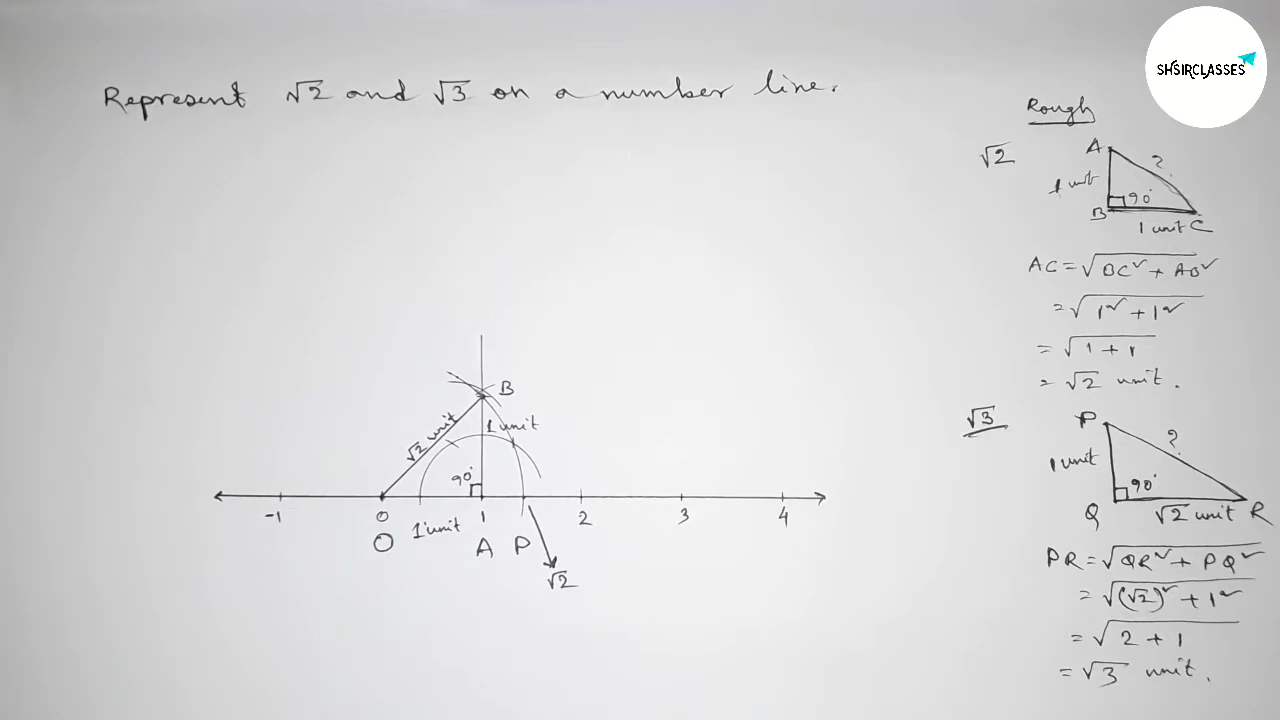 SHSIRCLASSES
Represent √2 and √3 on a number line.
Rough
√2
A
?
1 unit
90°
B
1 unit C
AC = √BC² + AB²
= √1² + 1²
= √1 + 1
= √2 unit.
√3
P
?
1 unit
90°
Q
√2 unit R
PR = √QR² + PQ²
= √(√2)² + 1²
= √2 + 1
= √3 unit.
B
√2 unit
1 unit
90°
-1 0 1 2 3 4
1 unit
O A P
√2